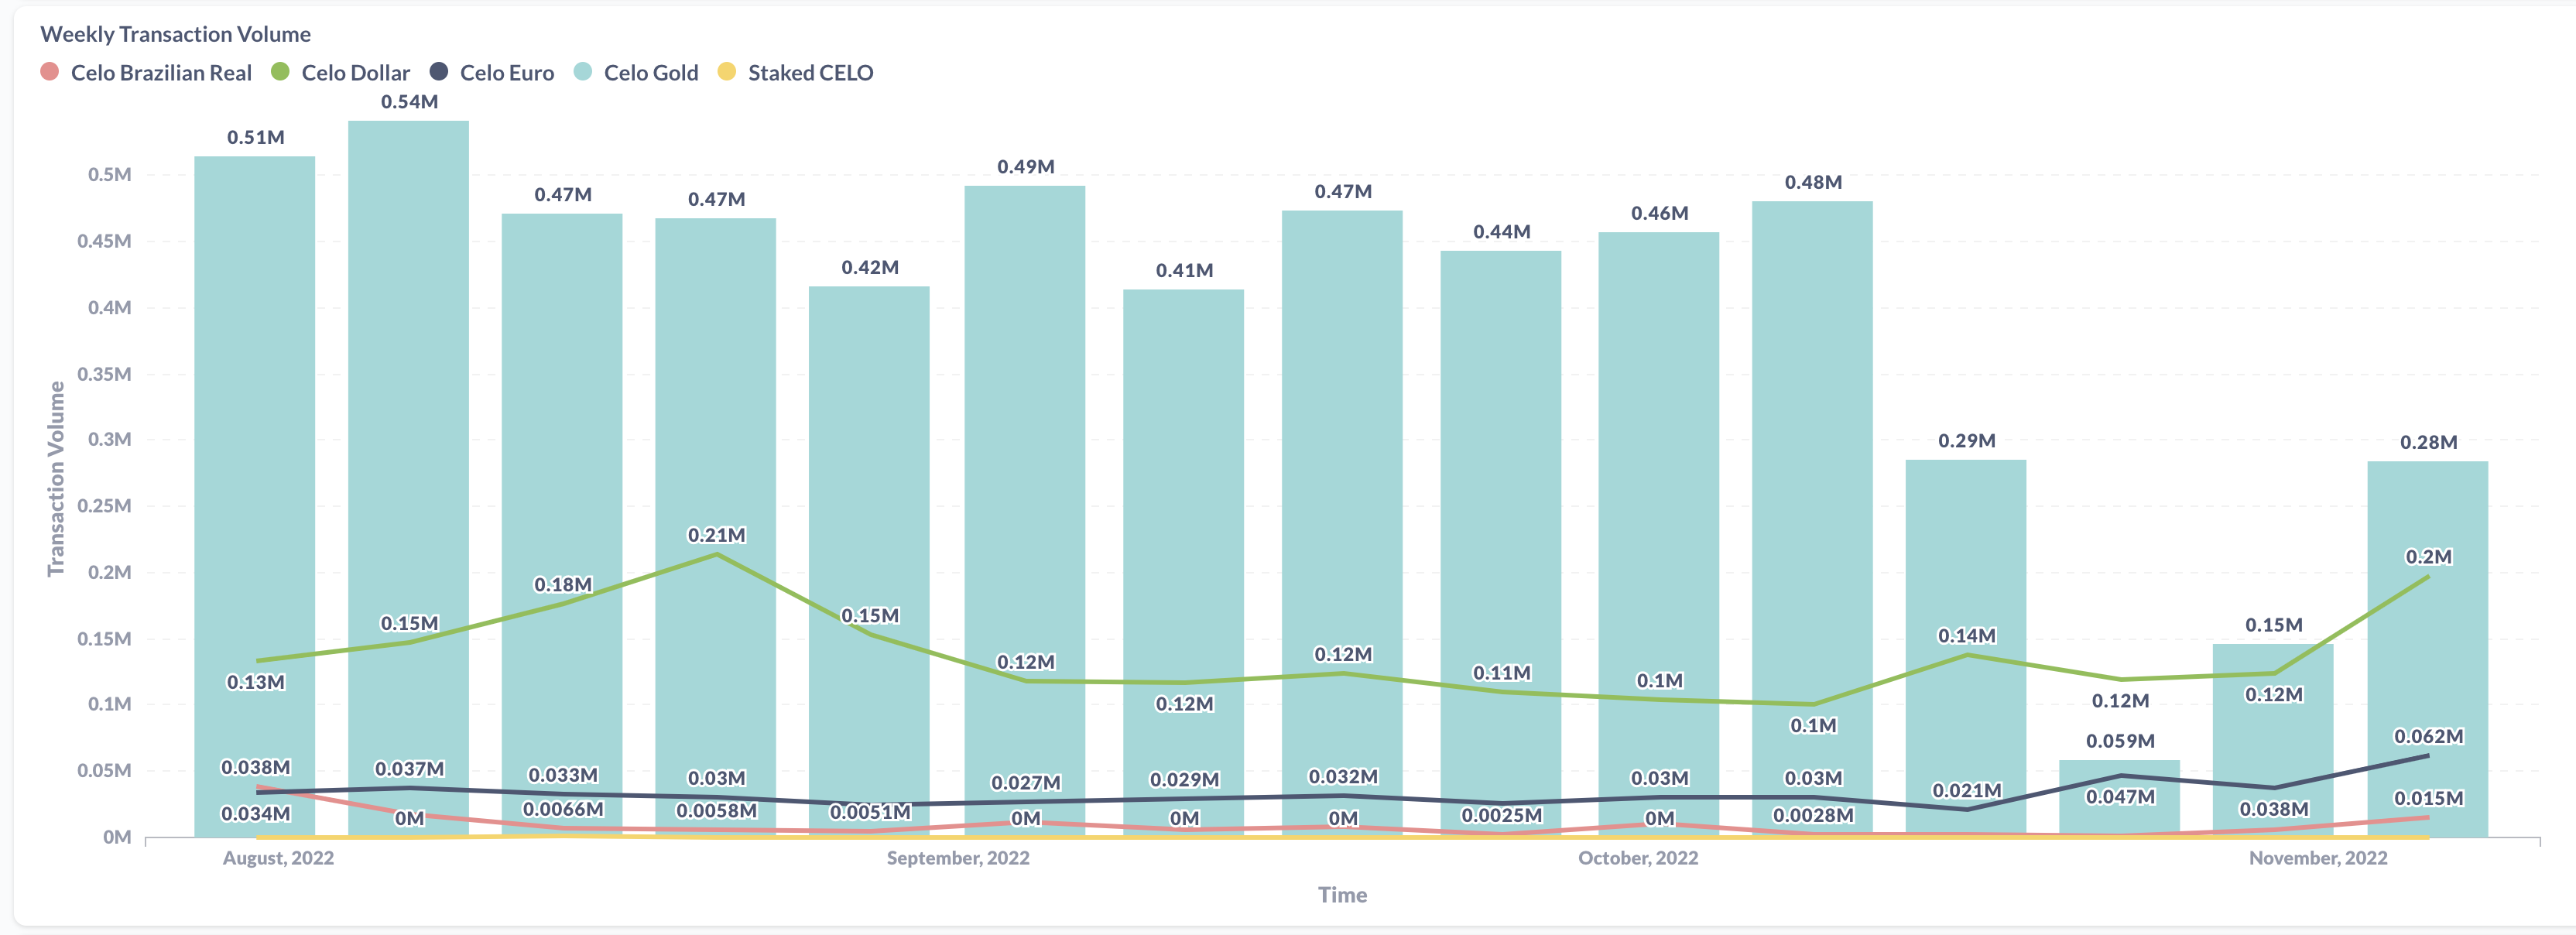 Weekly Transaction Volume
Celo Brazilian Real Celo Dollar Celo Euro Celo Gold Staked CELO
0.54M
0.51M
0.49M
0.48M
0.47M 0.47M 0.47M
0.46M
0.44M
0.42M
0.41M
0.29M
0.28M
0.15M
0.059M
0.5M
0.45M
0.4M
0.35M
0.3M
0.25M
0.2M
0.15M
0.1M
0.05M
0M
Transaction Volume
0.13M 0.15M 0.18M 0.21M 0.15M 0.12M 0.12M 0.12M 0.11M 0.1M 0.1M 0.14M 0.12M 0.12M 0.2M
0.038M 0.037M 0.033M 0.03M 0.027M 0.029M 0.032M 0.03M 0.03M 0.021M 0.047M 0.038M 0.062M
0.034M 0M 0.0066M 0.0058M 0.0051M 0M 0M 0M 0.0025M 0M 0.0028M 0.015M
August, 2022 September, 2022 October, 2022 November, 2022
Time